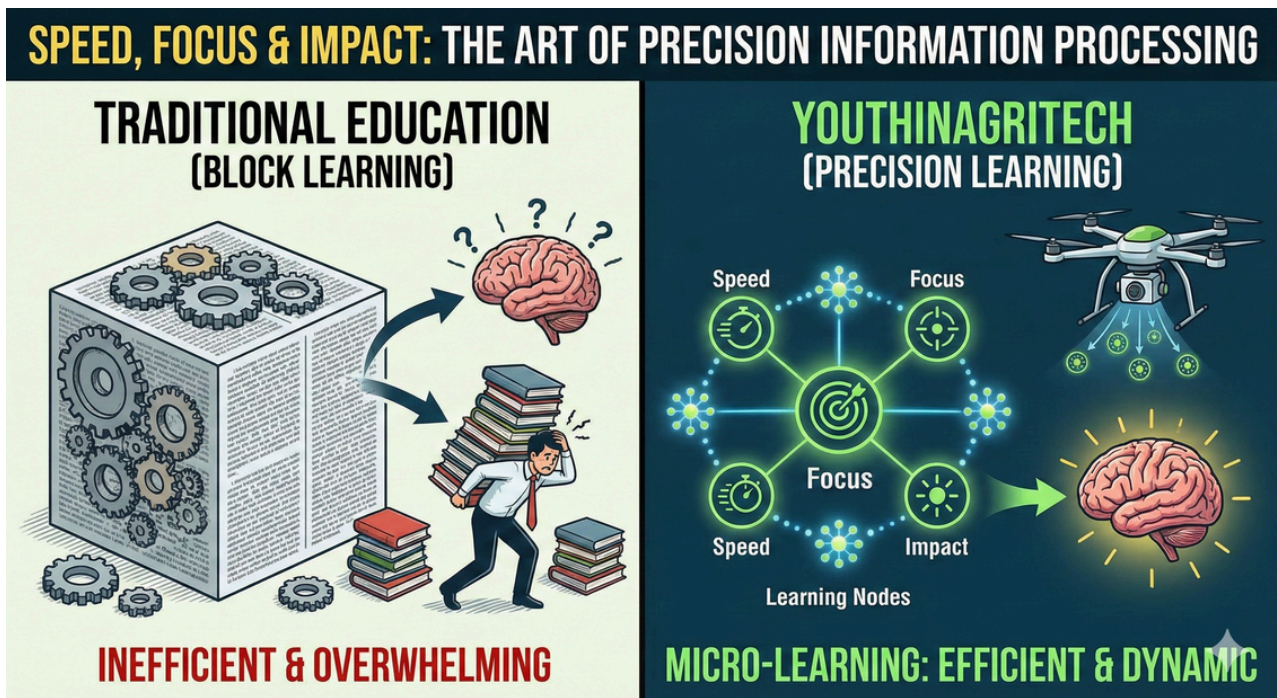 SPEED, FOCUS & IMPACT: THE ART OF PRECISION INFORMATION PROCESSING
TRADITIONAL EDUCATION
(BLOCK LEARNING)
? ? ?
INEFFICIENT & OVERWHELMING
YOUTHINAGRITECH
(PRECISION LEARNING)
Speed
Focus
Focus
Speed
Impact
Learning Nodes
MICRO-LEARNING: EFFICIENT & DYNAMIC